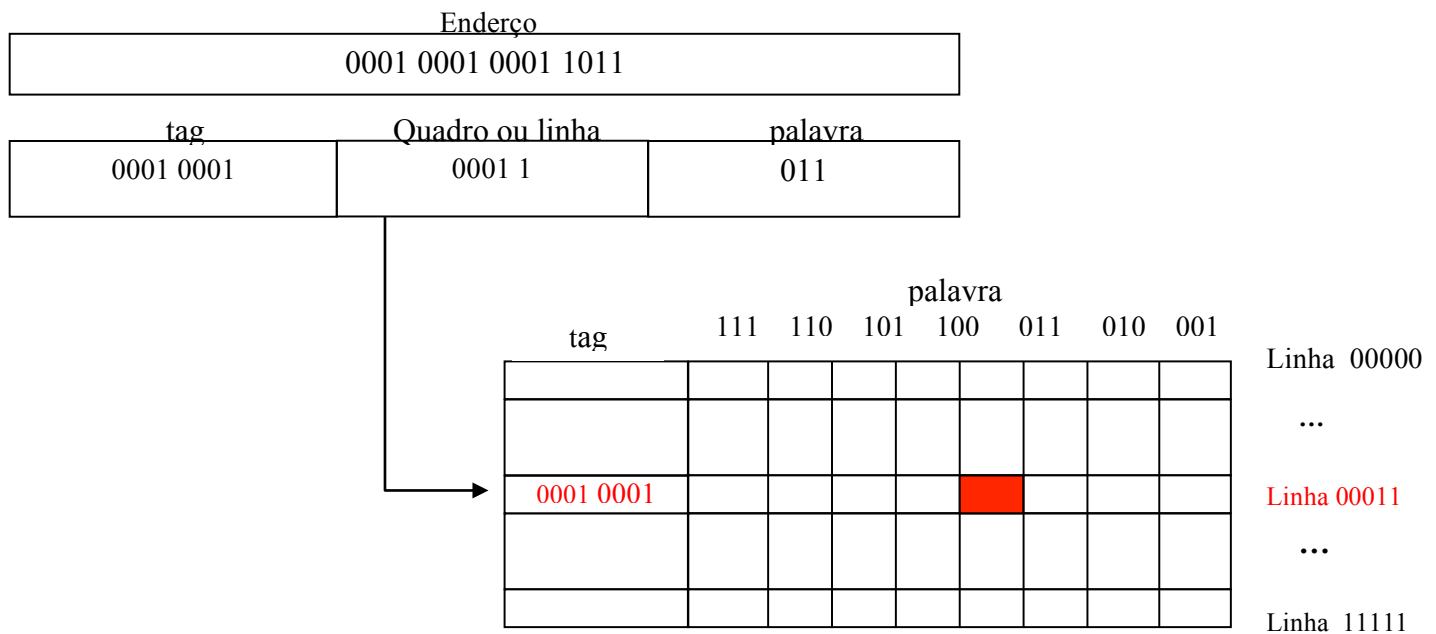 Enderço
0001 0001 0001 1011
tag Quadro ou linha palavra
0001 0001 0001 1 011
palavra
tag 111 110 101 100 011 010 001
Linha 00000
...
0001 0001 Linha 00011
...
Linha 11111